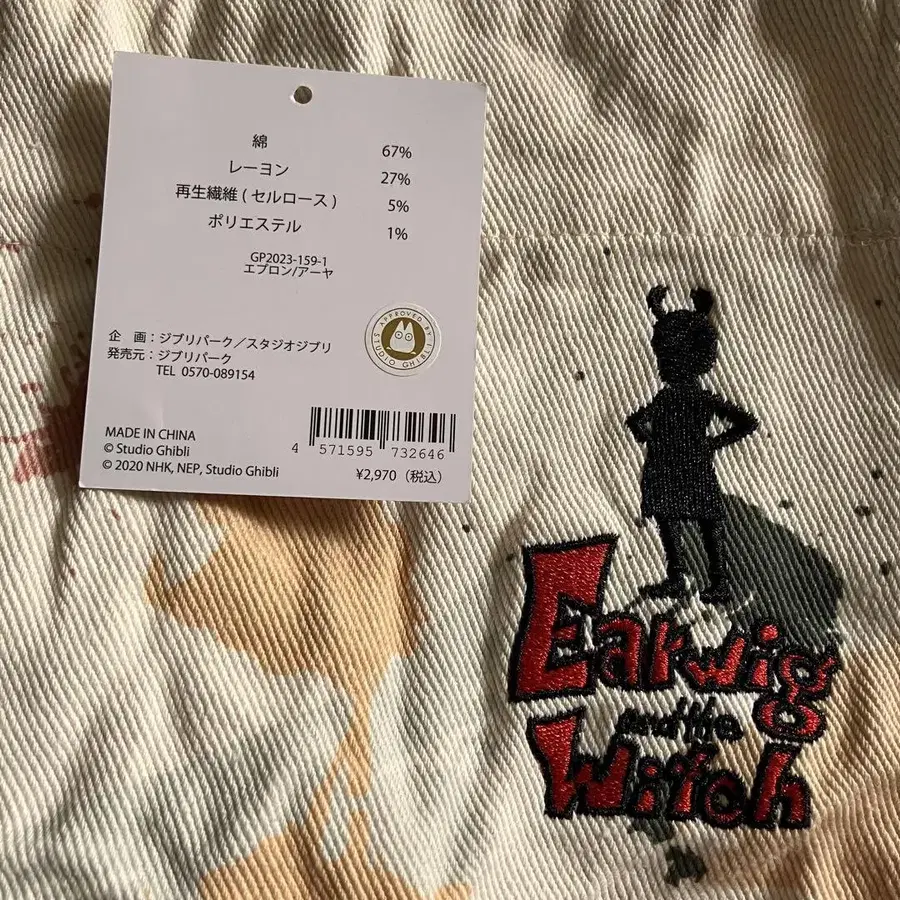 綿 67%
レーヨン 27%
再生繊維 ( セルロース ) 5%
ポリエステル 1%
GP2023-159-1
エプロン/アーヤ
APPROVED BY STUDIO GHIBLI
企 画：ジブリパーク／スタジオジブリ
発売元：ジブリパーク
TEL 0570-089154
MADE IN CHINA
© Studio Ghibli
© 2020 NHK, NEP, Studio Ghibli
4 571595 732646
¥2,970（税込）
Earwig
and the
Witch